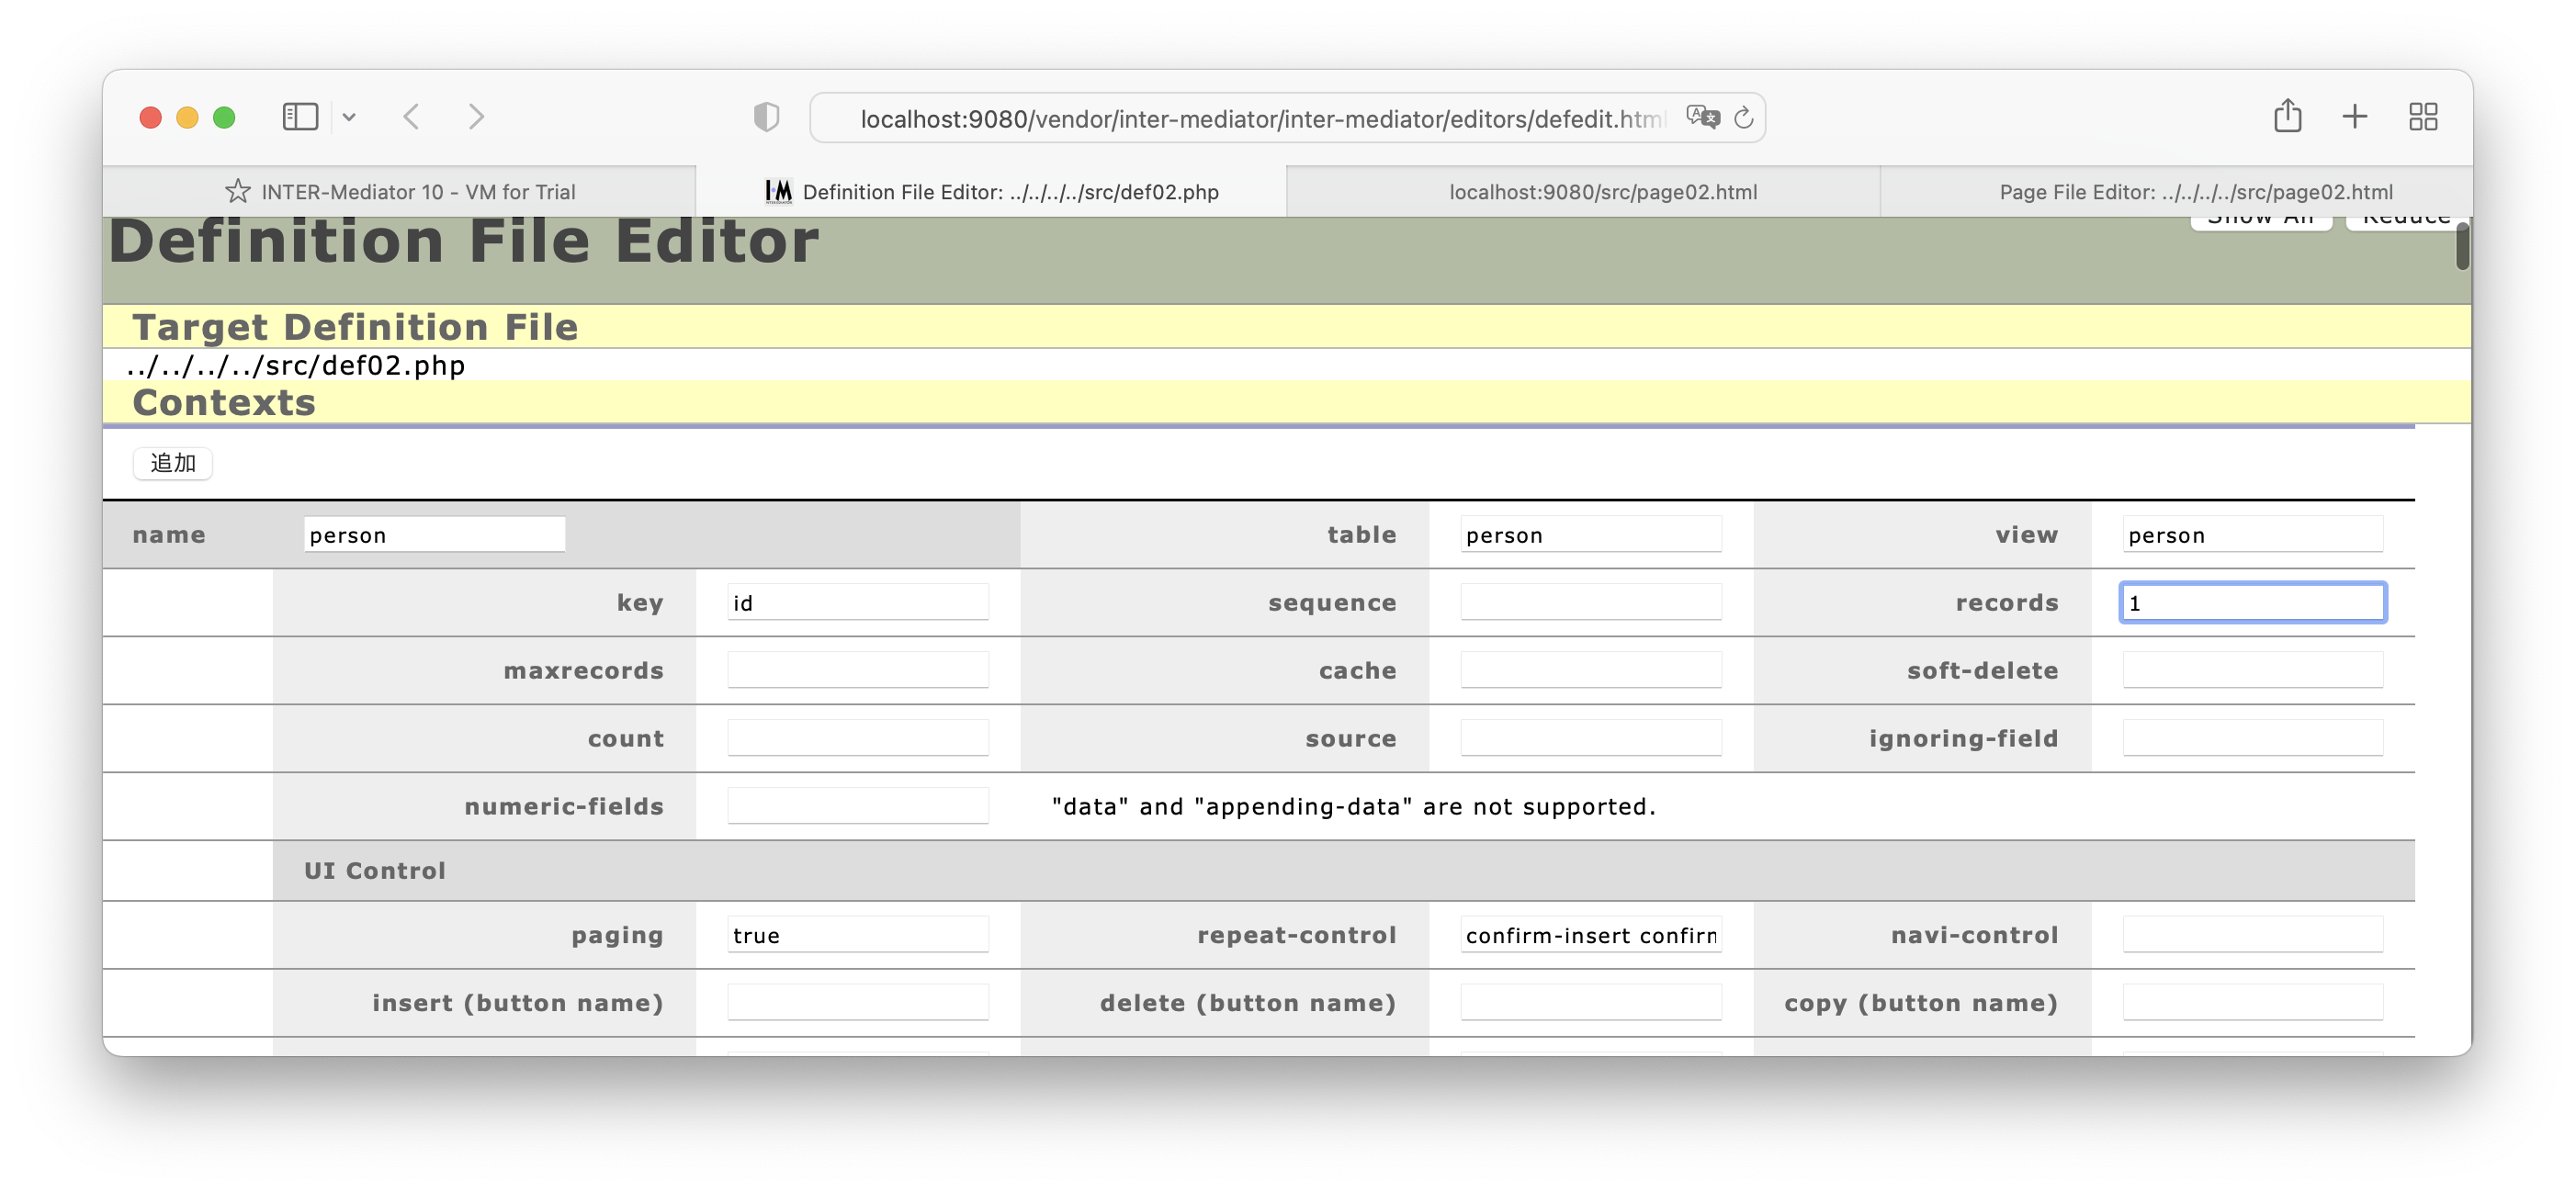 localhost:9080/vendor/inter-mediator/inter-mediator/editors/defedit.html
INTER-Mediator 10 - VM for Trial
Definition File Editor: ../../../../src/def02.php
localhost:9080/src/page02.html
Page File Editor: ../../../../src/page02.html
Definition File Editor
Show All Reduce
Target Definition File
../../../../src/def02.php
Contexts
追加
name person table person view person
key id sequence records 1
maxrecords cache soft-delete
count source ignoring-field
numeric-fields "data" and "appending-data" are not supported.
UI Control
paging true repeat-control confirm-insert confirm navi-control
insert (button name) delete (button name) copy (button name)